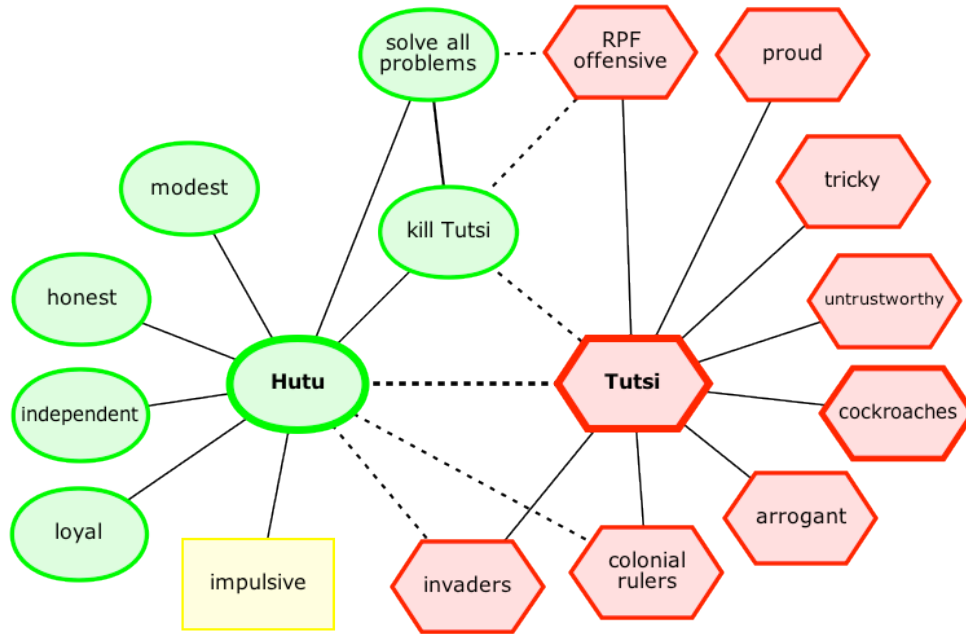 solve all
problems
RPF
offensive
proud
modest
tricky
kill Tutsi
honest
untrustworthy
Hutu
Tutsi
independent
cockroaches
loyal
arrogant
impulsive
invaders
colonial
rulers